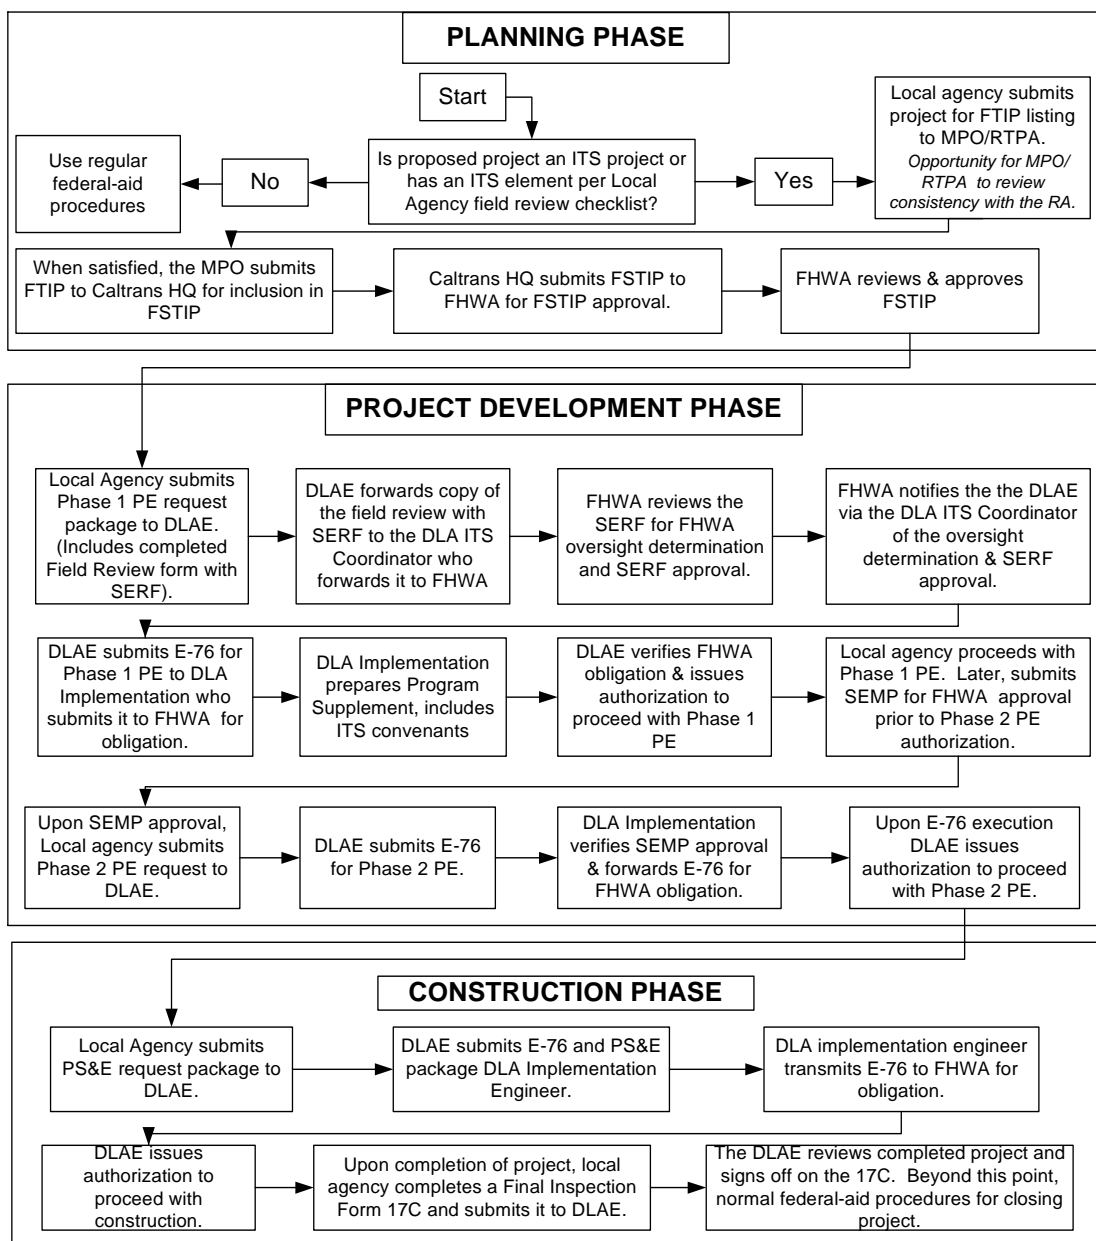 PLANNING PHASE
Start
Local agency submits
project for FTIP listing
to MPO/RTPA.
Opportunity for MPO/
RTPA to review
consistency with the RA.
Use regular
federal-aid
procedures
No
Is proposed project an ITS project or
has an ITS element per Local
Agency field review checklist?
Yes
When satisfied, the MPO submits
FTIP to Caltrans HQ for inclusion in
FSTIP
Caltrans HQ submits FSTIP to
FHWA for FSTIP approval.
FHWA reviews & approves
FSTIP
PROJECT DEVELOPMENT PHASE
Local Agency submits
Phase 1 PE request
package to DLAE.
(Includes completed
Field Review form with
SERF).
DLAE forwards copy of
the field review with
SERF to the DLA ITS
Coordinator who
forwards it to FHWA
FHWA reviews the
SERF for FHWA
oversight determination
and SERF approval.
FHWA notifies the the DLAE
via the DLA ITS Coordinator
of the oversight
determination & SERF
approval.
DLAE submits E-76 for
Phase 1 PE to DLA
Implementation who
submits it to FHWA for
obligation.
DLA Implementation
prepares Program
Supplement, includes
ITS convenants
DLAE verifies FHWA
obligation & issues
authorization to
proceed with Phase 1
PE
Local agency proceeds with
Phase 1 PE. Later, submits
SEMP for FHWA approval
prior to Phase 2 PE
authorization.
Upon SEMP approval,
Local agency submits
Phase 2 PE request to
DLAE.
DLAE submits E-76
for Phase 2 PE.
DLA Implementation
verifies SEMP approval
& forwards E-76 for
FHWA obligation.
Upon E-76 execution
DLAE issues
authorization to proceed
with Phase 2 PE.
CONSTRUCTION PHASE
Local Agency submits
PS&E request package to
DLAE.
DLAE submits E-76 and PS&E
package DLA Implementation
Engineer.
DLA implementation engineer
transmits E-76 to FHWA for
obligation.
DLAE issues
authorization to
proceed with
construction.
Upon completion of project, local
agency completes a Final Inspection
Form 17C and submits it to DLAE.
The DLAE reviews completed project and
signs off on the 17C. Beyond this point,
normal federal-aid procedures for closing
project.